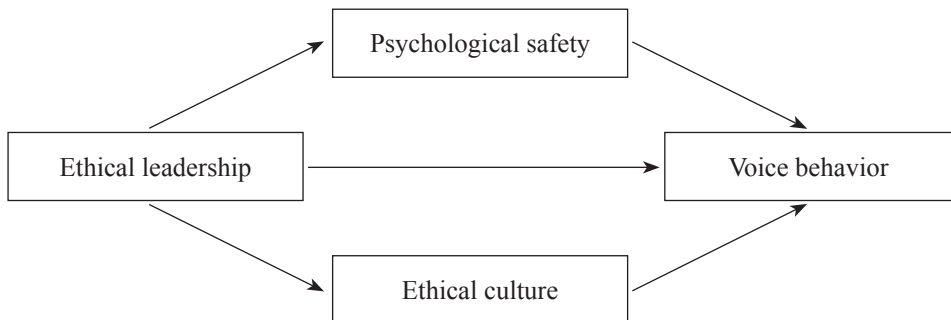 Psychological safety
Ethical leadership
Voice behavior
Ethical culture